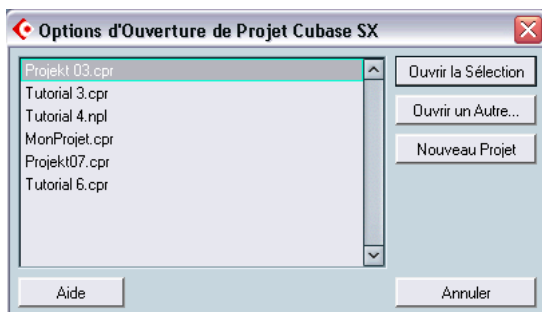 Options d'Ouverture de Projet Cubase SX
Projekt 03.cpr
Tutorial 3.cpr
Tutorial 4.npl
MonProjet.cpr
Projekt07.cpr
Tutorial 6.cpr
Ouvrir la Sélection
Ouvrir un Autre...
Nouveau Projet
Aide
Annuler